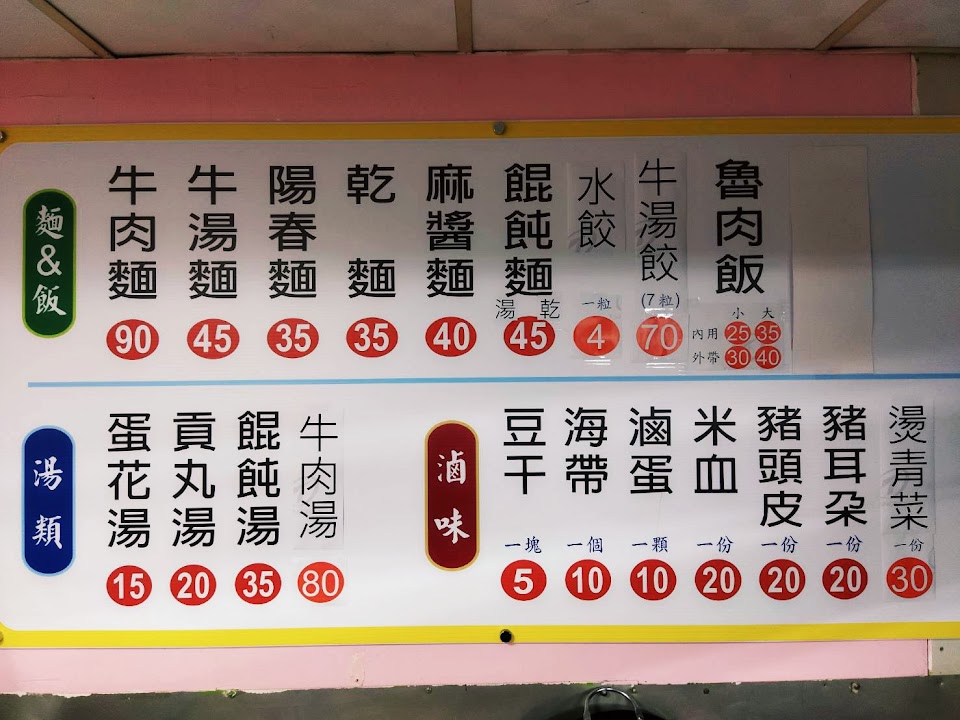 麵&飯
牛肉麵
90
牛湯麵
45
陽春麵
35
乾麵
35
麻醬麵
40
餛飩麵
湯 乾
45
水餃
一粒
4
牛湯餃
(7粒)
70
魯肉飯
小 大
內用 25 35
外帶 30 40
湯類
蛋花湯
15
貢丸湯
20
餛飩湯
35
牛肉湯
80
滷味
豆干
一塊
5
海帶
一個
10
滷蛋
一顆
10
米血
一份
20
豬頭皮
一份
20
豬耳朵
一份
20
燙青菜
一份
30